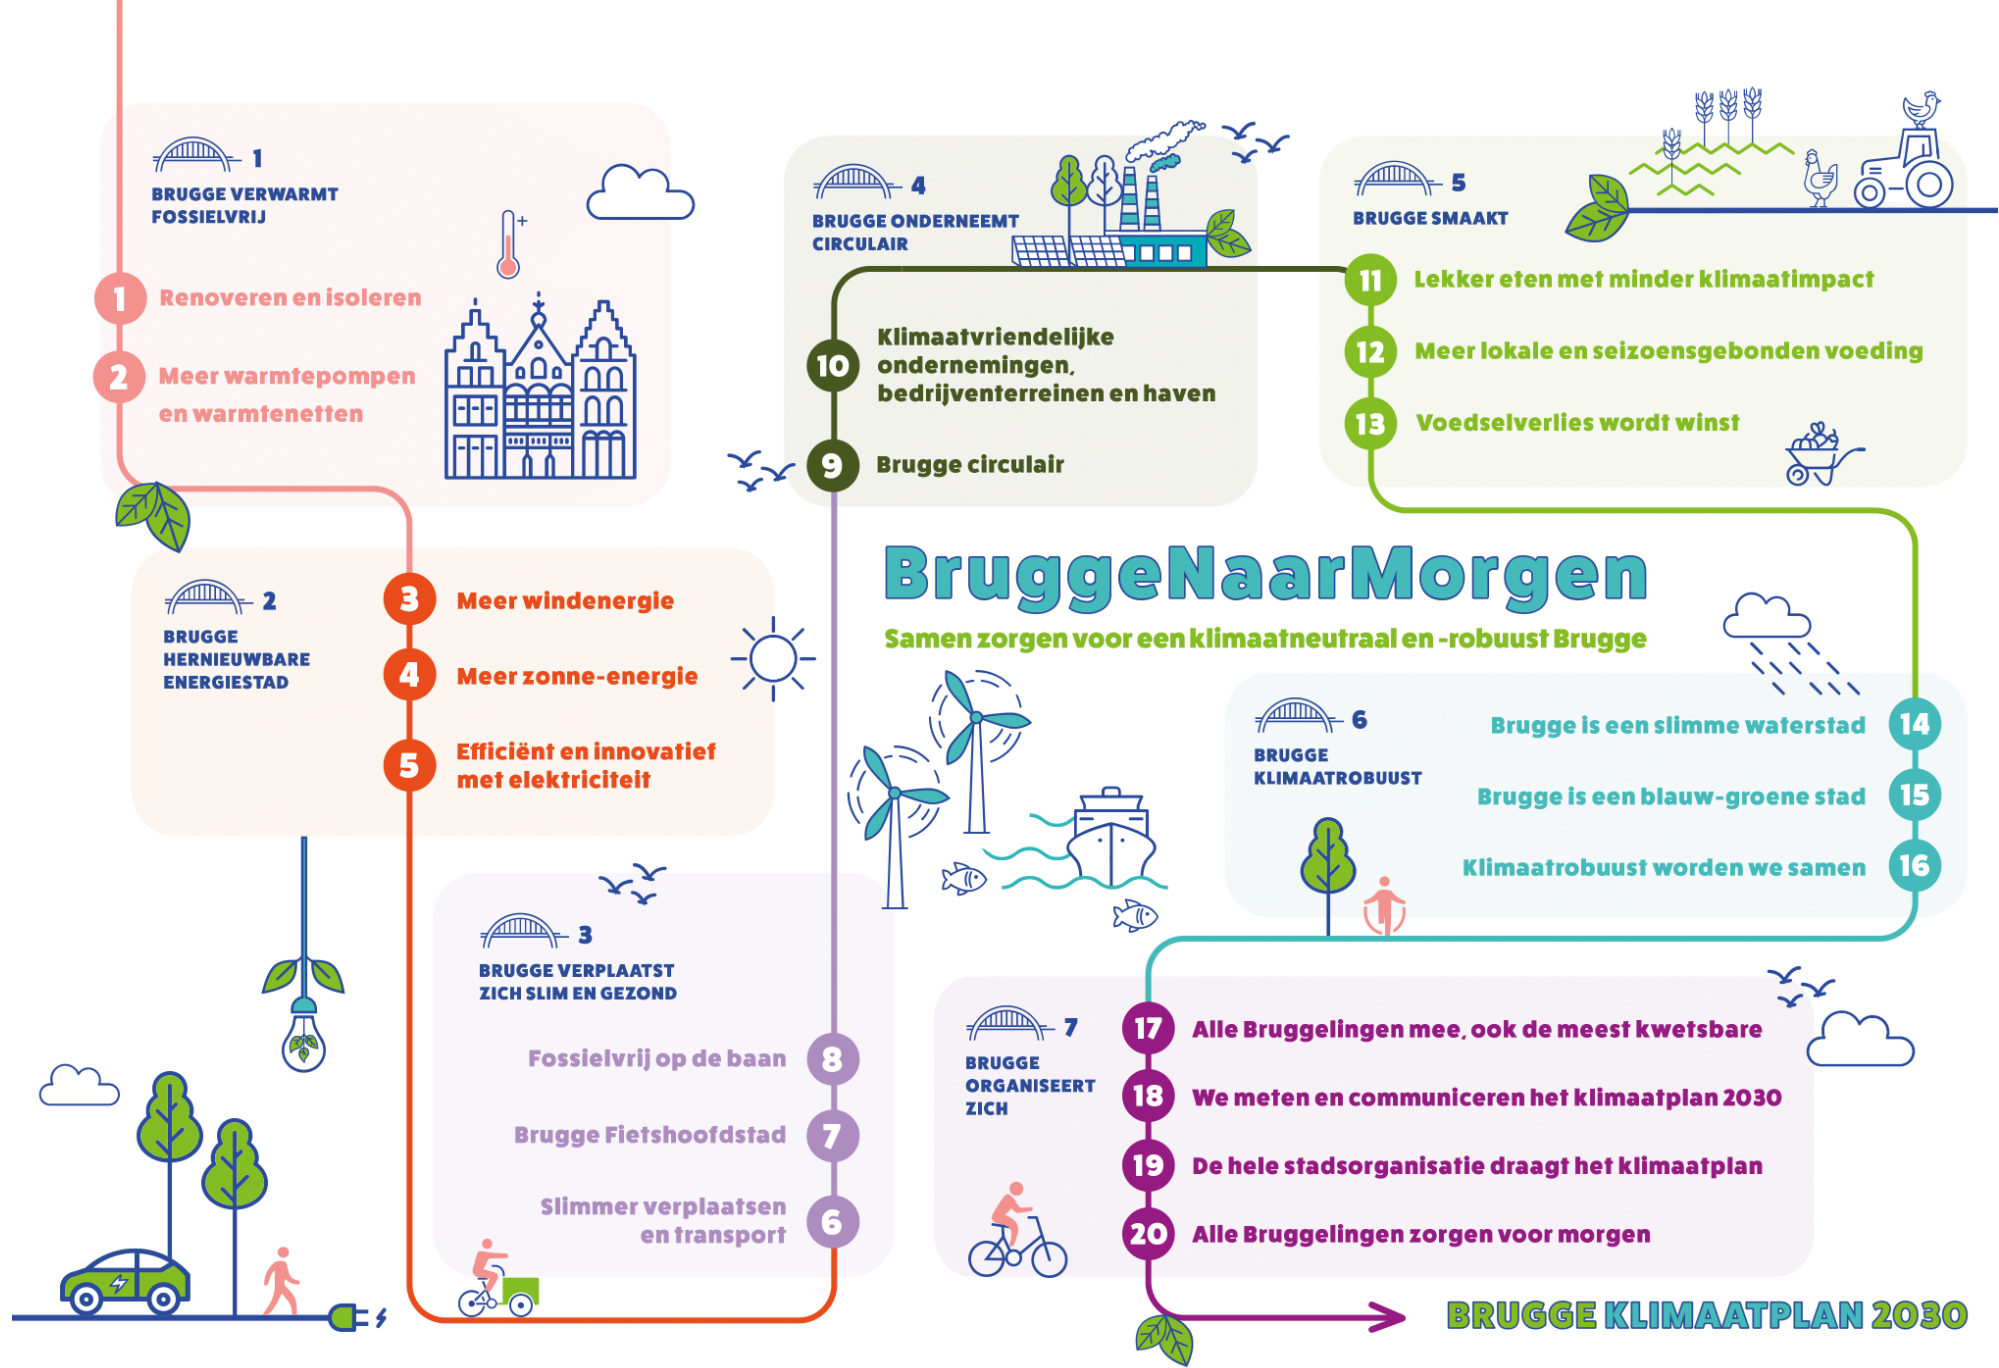 1
BRUGGE VERWARMT
FOSSIELVRIJ
+
1 Renoveren en isoleren
2 Meer warmtepompen
en warmtenetten
2
BRUGGE
HERNIEUWBARE
ENERGIESTAD
3 Meer windenergie
4 Meer zonne-energie
5 Efficiënt en innovatief
met elektriciteit
3
BRUGGE VERPLAATST
ZICH SLIM EN GEZOND
Fossielvrij op de baan 8
Brugge Fietshoofdstad 7
Slimmer verplaatsen
en transport 6
4
BRUGGE ONDERNEEMT
CIRCULAIR
10 Klimaatvriendelijke
ondernemingen,
bedrijventerreinen en haven
9 Brugge circulair
5
BRUGGE SMAAKT
11 Lekker eten met minder klimaatimpact
12 Meer lokale en seizoensgebonden voeding
13 Voedselverlies wordt winst
BruggeNaarMorgen
Samen zorgen voor een klimaatneutraal en -robuust Brugge
6
BRUGGE
KLIMAATROBUUST
Brugge is een slimme waterstad 14
Brugge is een blauw-groene stad 15
Klimaatrobuust worden we samen 16
7
BRUGGE
ORGANISEERT
ZICH
17 Alle Bruggelingen mee, ook de meest kwetsbare
18 We meten en communiceren het klimaatplan 2030
19 De hele stadsorganisatie draagt het klimaatplan
20 Alle Bruggelingen zorgen voor morgen
BRUGGE KLIMAATPLAN 2030